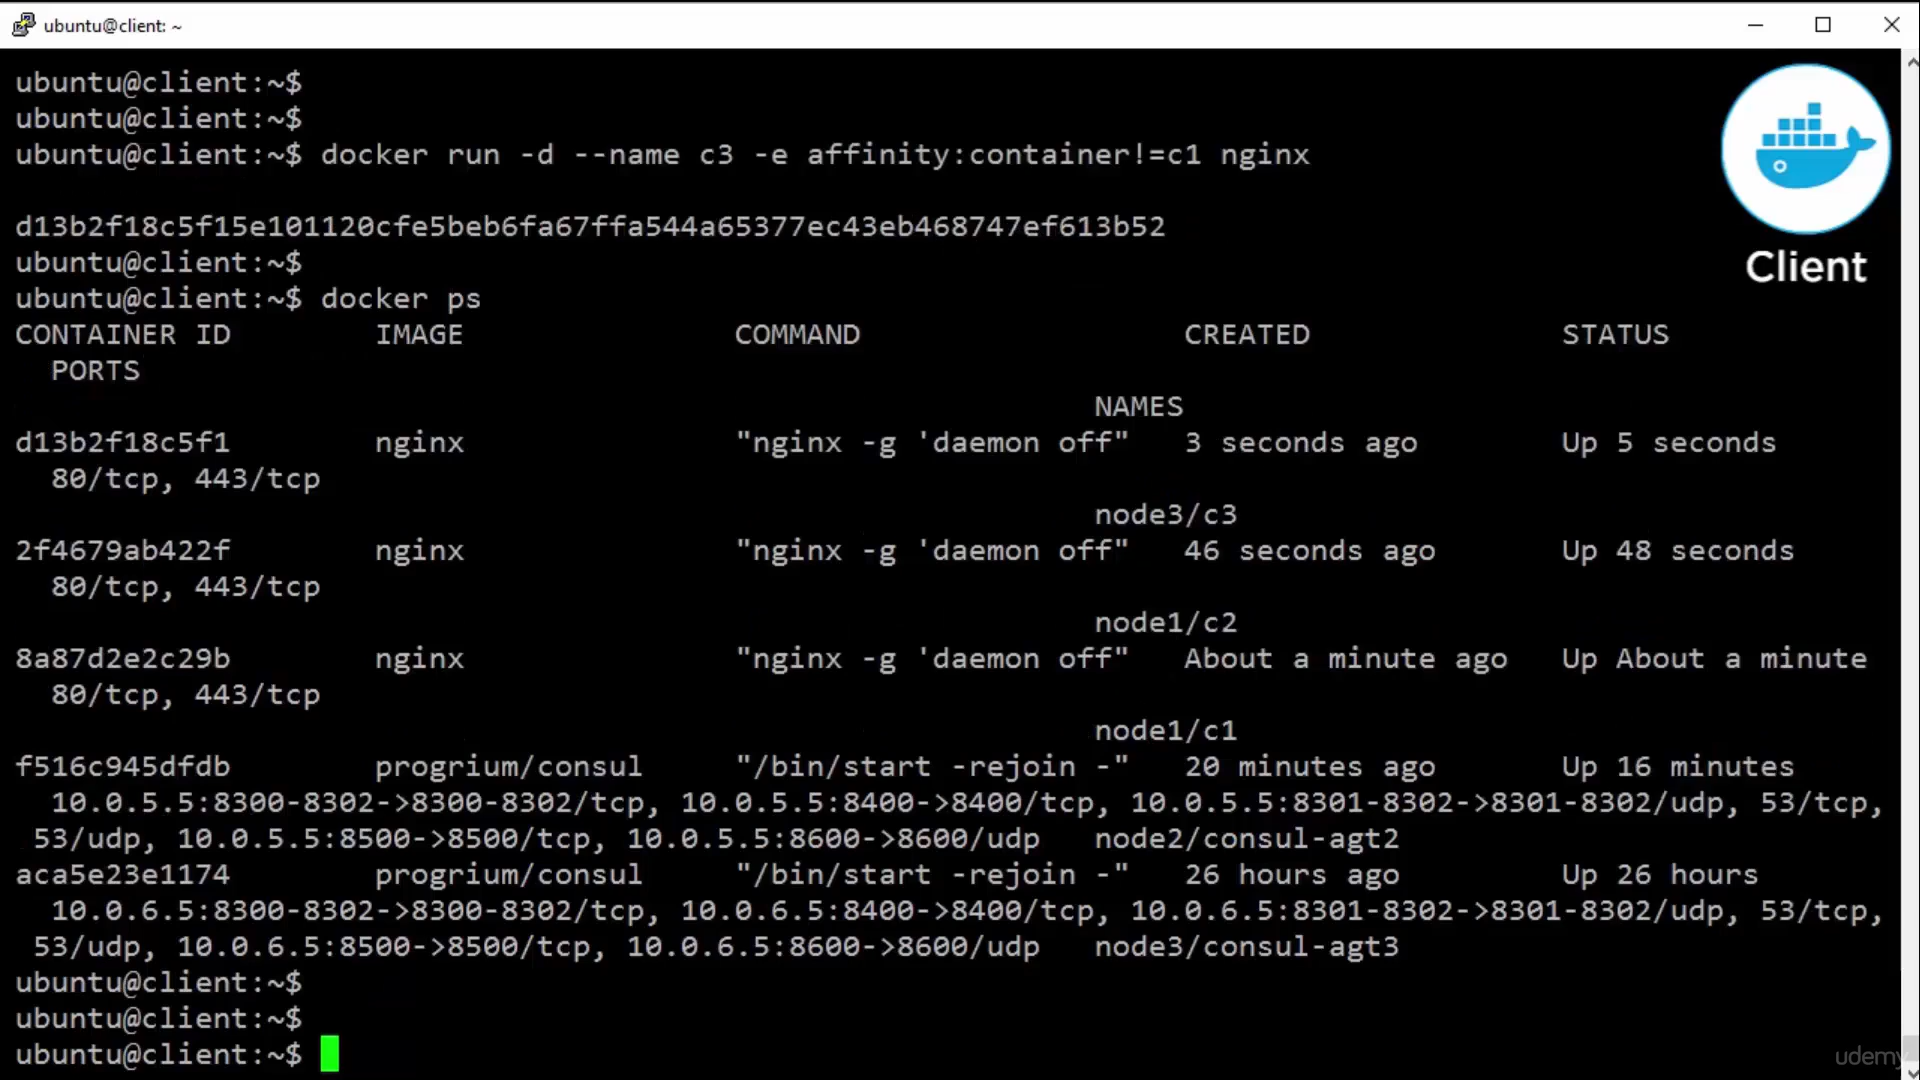 ubuntu@client: ~
ubuntu@client:~$
ubuntu@client:~$
ubuntu@client:~$ docker run -d --name c3 -e affinity:container!=c1 nginx
d13b2f18c5f15e101120cfe5beb6fa67ffa544a65377ec43eb468747ef613b52
ubuntu@client:~$
Client
ubuntu@client:~$ docker ps
CONTAINER ID        IMAGE               COMMAND                  CREATED             STATUS
  PORTS
                                                            NAMES
d13b2f18c5f1        nginx               "nginx -g 'daemon off"   3 seconds ago       Up 5 seconds
  80/tcp, 443/tcp
                                                            node3/c3
2f4679ab422f        nginx               "nginx -g 'daemon off"   46 seconds ago      Up 48 seconds
  80/tcp, 443/tcp
                                                            node1/c2
8a87d2e2c29b        nginx               "nginx -g 'daemon off"   About a minute ago   Up About a minute
  80/tcp, 443/tcp
                                                            node1/c1
f516c945dfdb        progrium/consul     "/bin/start -rejoin -"   20 minutes ago      Up 16 minutes
  10.0.5.5:8300-8302->8300-8302/tcp, 10.0.5.5:8400->8400/tcp, 10.0.5.5:8301-8302->8301-8302/udp, 53/tcp,
 53/udp, 10.0.5.5:8500->8500/tcp, 10.0.5.5:8600->8600/udp   node2/consul-agt2
aca5e23e1174        progrium/consul     "/bin/start -rejoin -"   26 hours ago        Up 26 hours
  10.0.6.5:8300-8302->8300-8302/tcp, 10.0.6.5:8400->8400/tcp, 10.0.6.5:8301-8302->8301-8302/udp, 53/tcp,
 53/udp, 10.0.6.5:8500->8500/tcp, 10.0.6.5:8600->8600/udp   node3/consul-agt3
ubuntu@client:~$
ubuntu@client:~$
ubuntu@client:~$
udemy